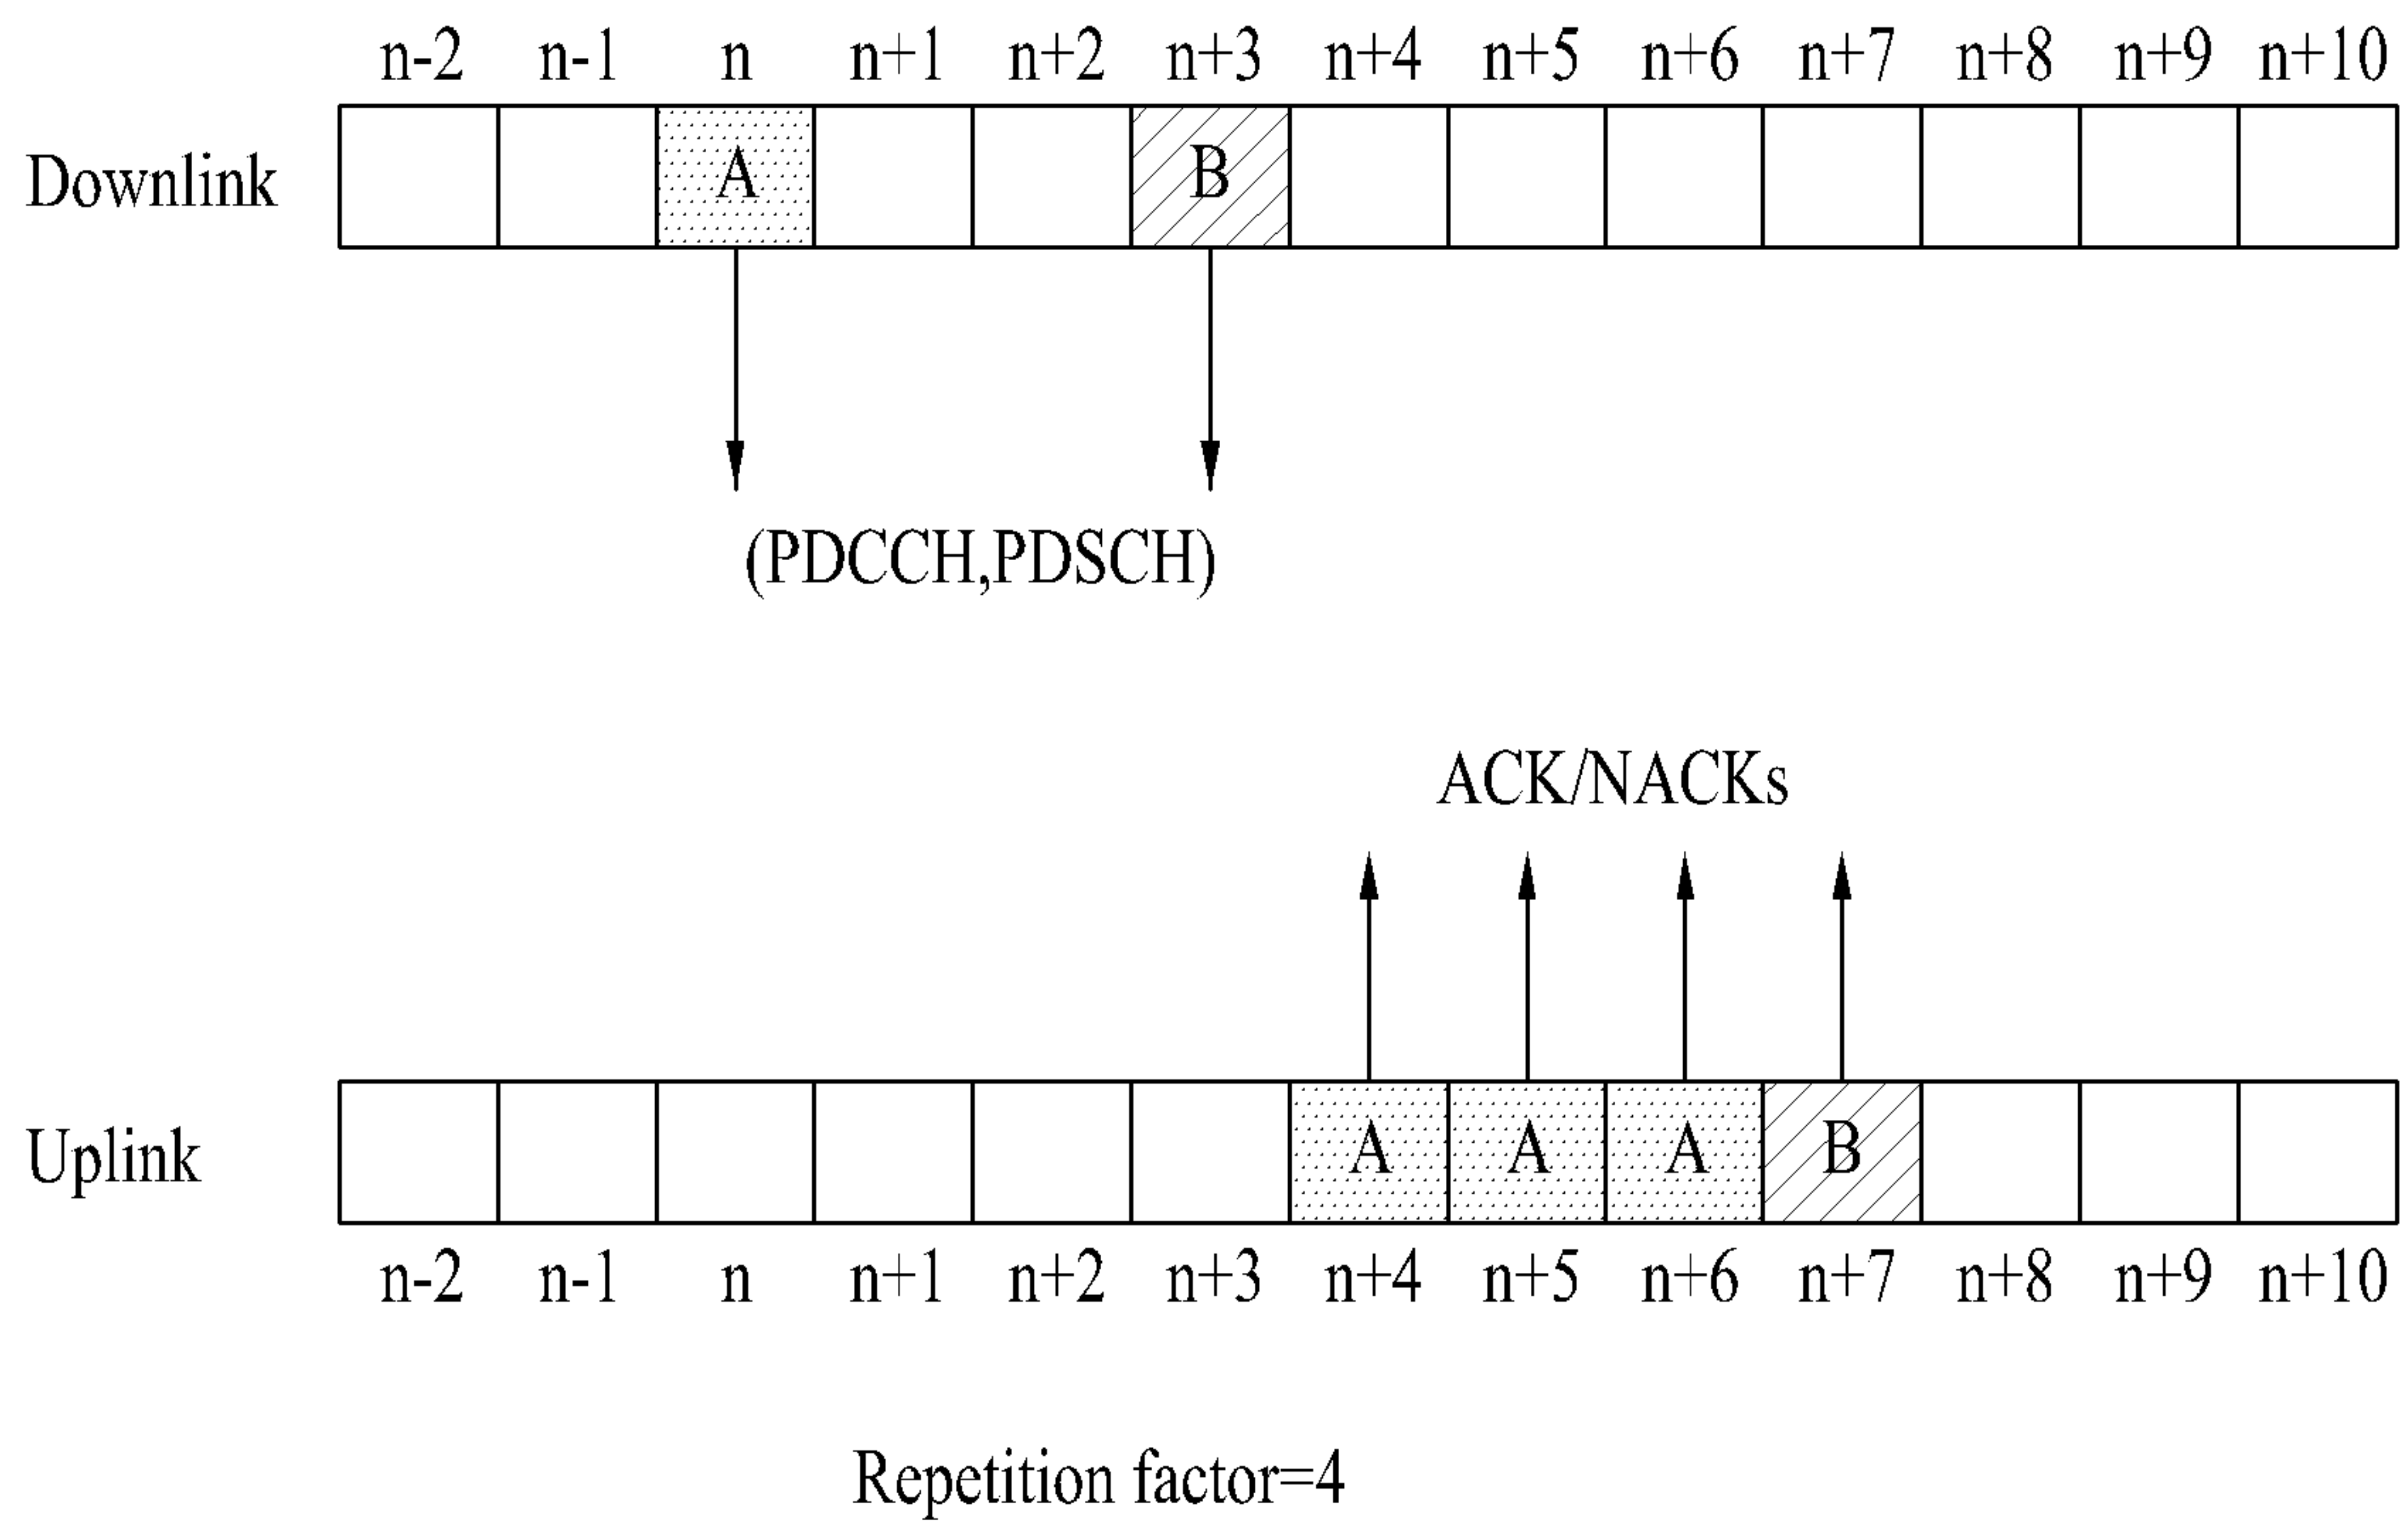 n-2 n-1 n n+1 n+2 n+3 n+4 n+5 n+6 n+7 n+8 n+9 n+10
Downlink A B
(PDCCH,PDSCH)
ACK/NACKs
Uplink A A A B
n-2 n-1 n n+1 n+2 n+3 n+4 n+5 n+6 n+7 n+8 n+9 n+10
Repetition factor=4